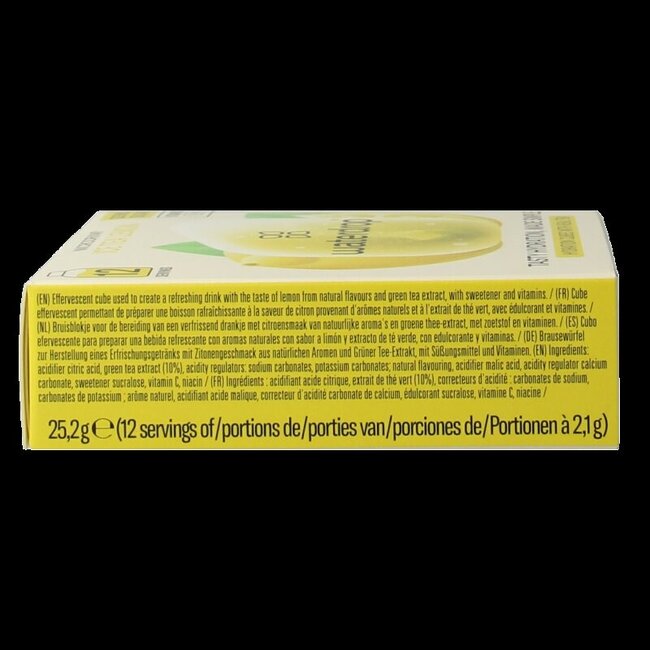 waterdrop
TASTY HYDRATION, MADE SIMPLE
12
(EN) Effervescent cube used to create a refreshing drink with the taste of lemon from natural flavours and green tea extract, with sweetener and vitamins. / (FR) Cube
effervescent permettant de préparer une boisson rafraîchissante à la saveur de citron provenant d'arômes naturels et à l'extrait de thé vert, avec édulcorant et vitamines. /
(NL) Bruisblokje voor de bereiding van een verfrissend drankje met citroensmaak van natuurlijke aroma's en groene thee-extract, met zoetstof en vitaminen. / (ES) Cubo
efervescente para preparar una bebida refrescante con aromas naturales con sabor a limón y extracto de té verde, con edulcorante y vitaminas. / (DE) Brausewürfel
zur Herstellung eines Erfrischungsgetränks mit Zitronengeschmack aus natürlichen Aromen und Grüner Tee-Extrakt, mit Süßungsmittel und Vitaminen. (EN) Ingredients:
acidifier citric acid, green tea extract (10%), acidity regulators: sodium carbonates, potassium carbonates; natural flavouring, acidifier malic acid, acidity regulator calcium
carbonate, sweetener sucralose, vitamin C, niacin / (FR) Ingrédients : acidifiant acide citrique, extrait de thé vert (10%), correcteurs d'acidité : carbonates de sodium,
carbonates de potassium ; arôme naturel, acidifiant acide malique, correcteur d'acidité carbonate de calcium, édulcorant sucralose, vitamine C, niacine /
25,2g℮(12 servings of/portions de/porties van/porciones de/Portionen à 2,1 g)